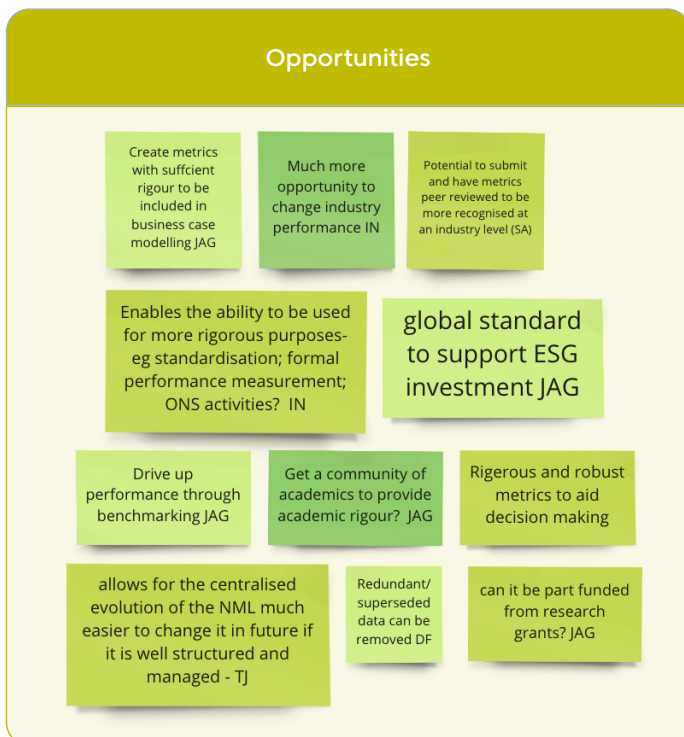 Opportunities
Create metrics
with suffcient
rigour to be
included in
business case
modelling JAG
Much more
opportunity to
change industry
performance IN
Potential to submit
and have metrics
peer reviewed to be
more recognised at
an industry level (SA)
Enables the ability to be used
for more rigorous purposes-
eg standardisation; formal
performance measurement;
ONS activities?  IN
global standard
to support ESG
investment JAG
Drive up
performance through
benchmarking JAG
Get a community of
academics to provide
academic rigour?  JAG
Rigerous and robust
metrics to aid
decision making
allows for the centralised
evolution of the NML much
easier to change it in future if
it is well structured and
managed - TJ
Redundant/
superseded
data can be
removed DF
can it be part funded
from research
grants? JAG